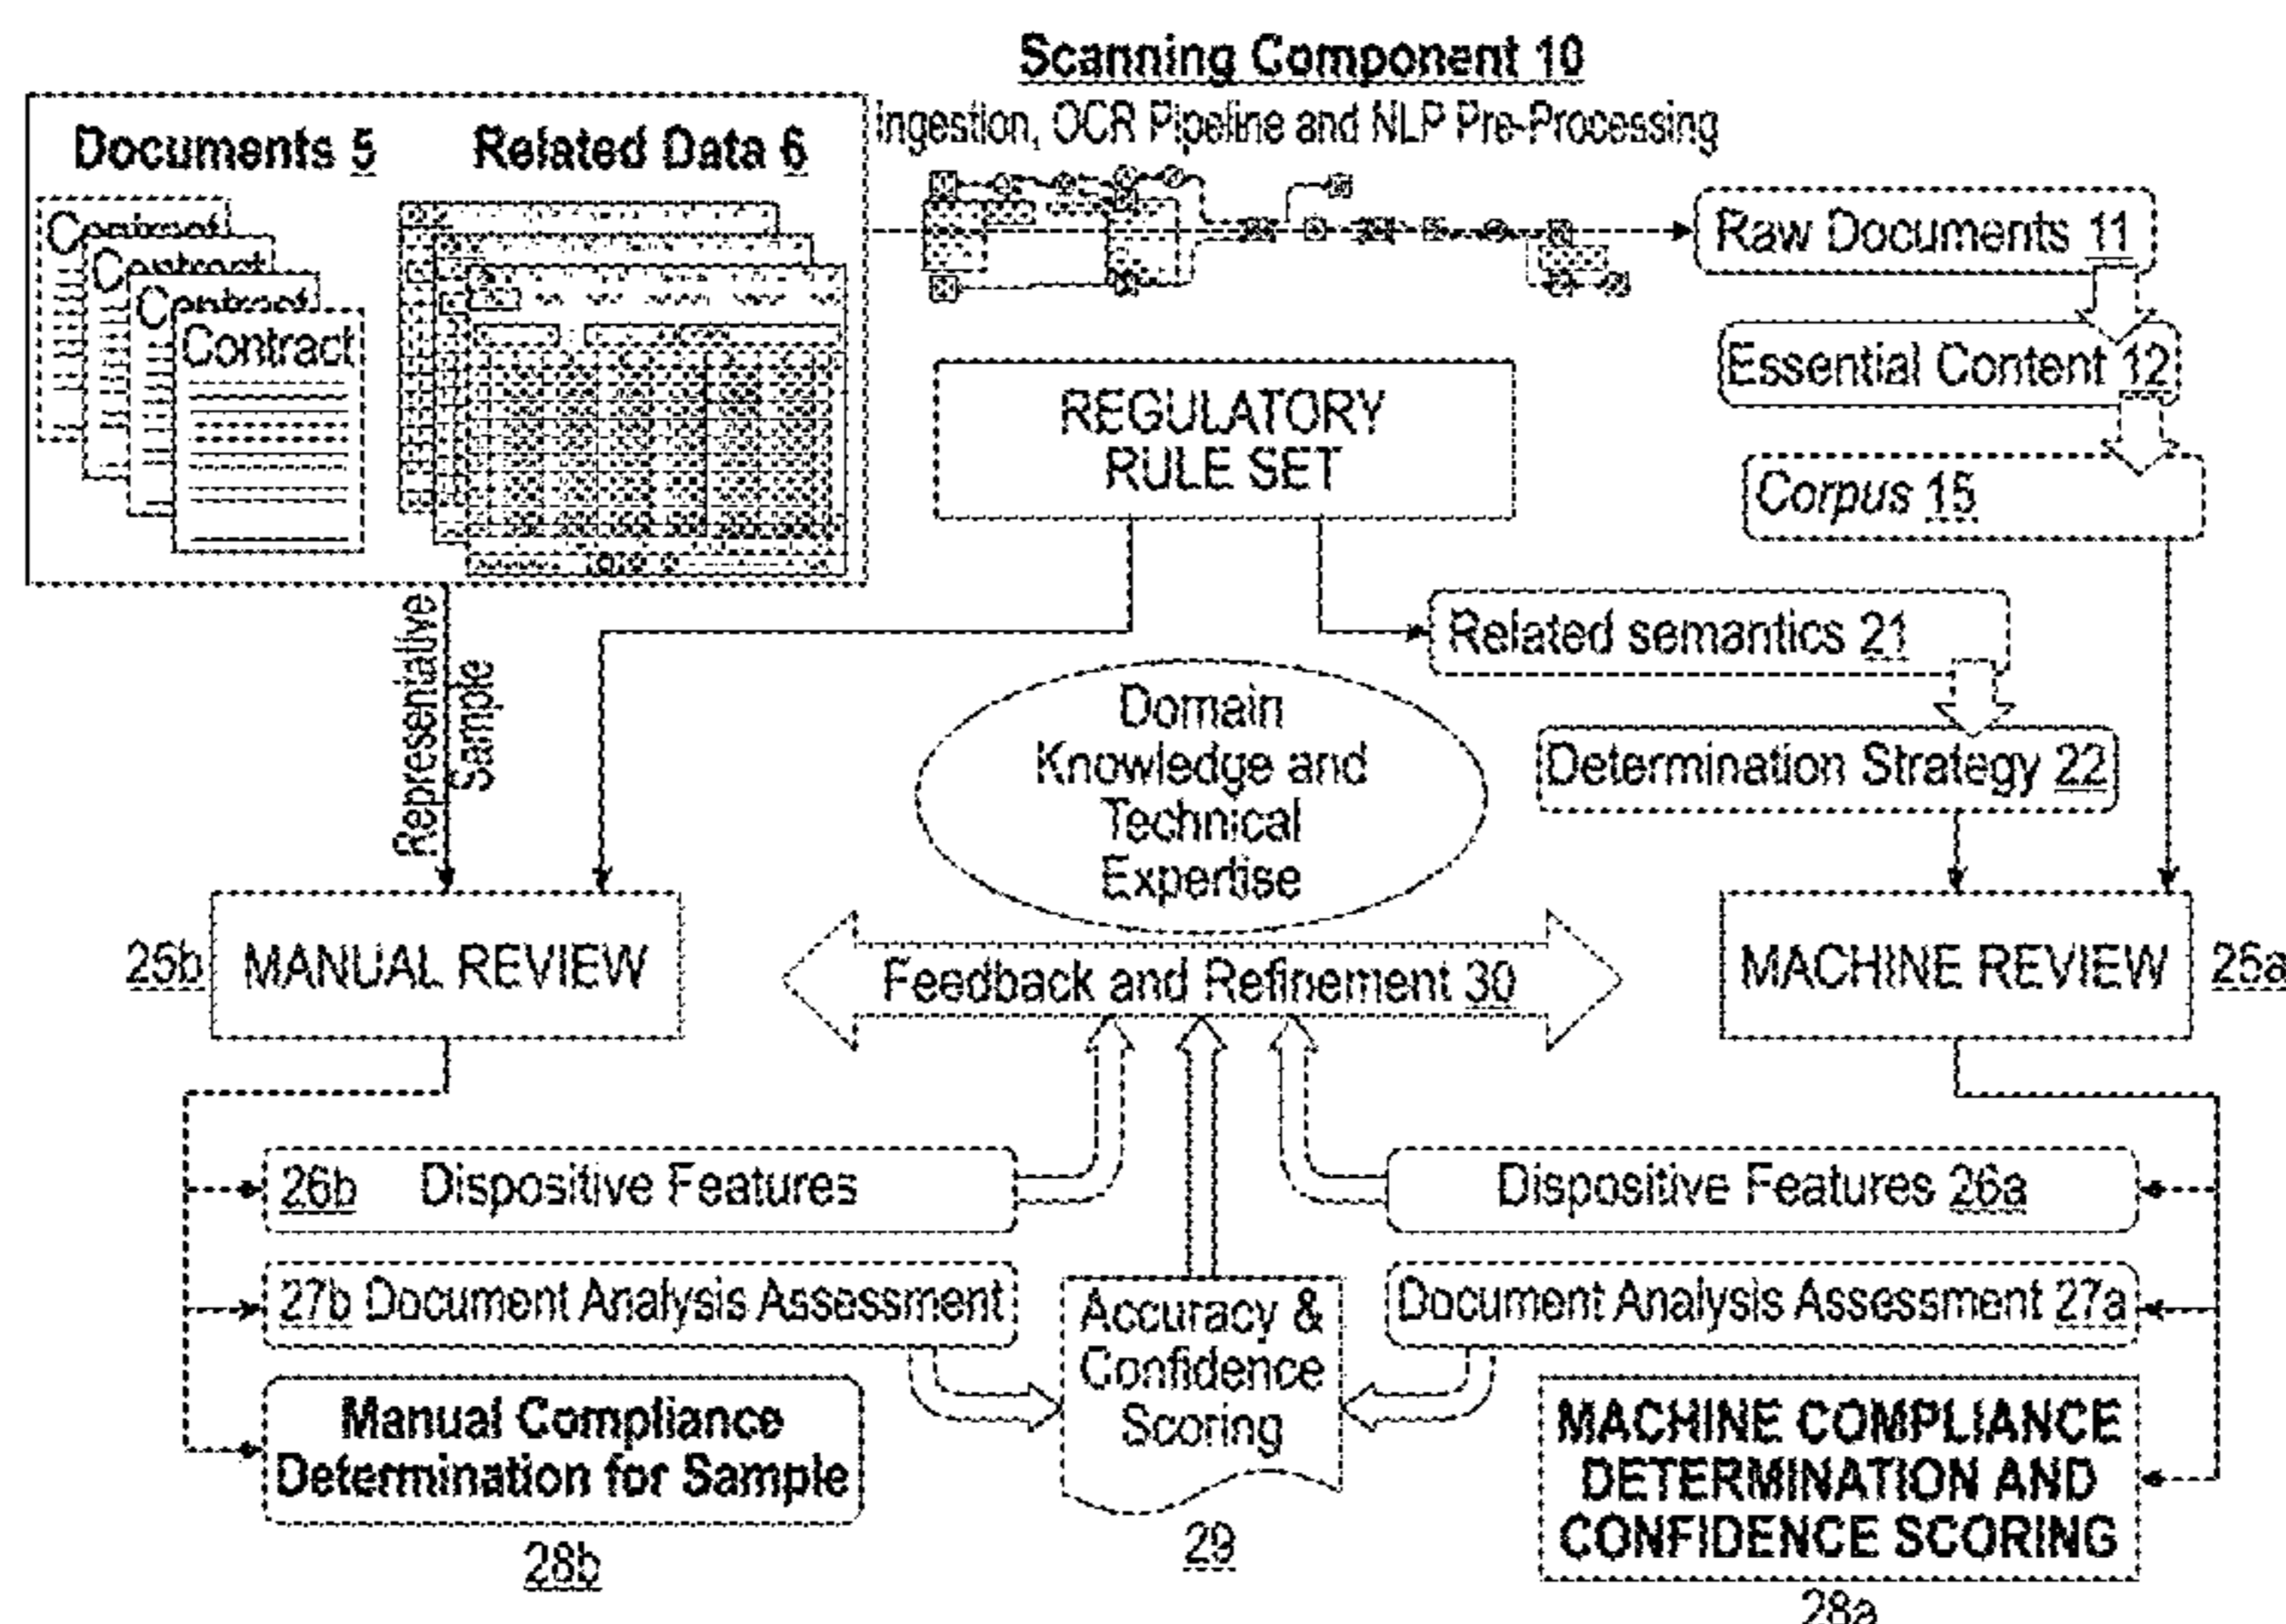 Scanning Component 10
Ingestion, OCR Pipeline and NLP Pre-Processing
Documents 5
Related Data 6
Contract
Contract
Contract
Contract
Raw Documents 11
Essential Content 12
Corpus 15
REGULATORY
RULE SET
Related semantics 21
Determination Strategy 22
Representative
Sample
Domain
Knowledge and
Technical
Expertise
25b
MANUAL REVIEW
Feedback and Refinement 30
MACHINE REVIEW
25a
26b Dispositive Features
Dispositive Features 26a
27b Document Analysis Assessment
Document Analysis Assessment 27a
Accuracy &
Confidence
Scoring
29
Manual Compliance
Determination for Sample
28b
MACHINE COMPLIANCE
DETERMINATION AND
CONFIDENCE SCORING
28a